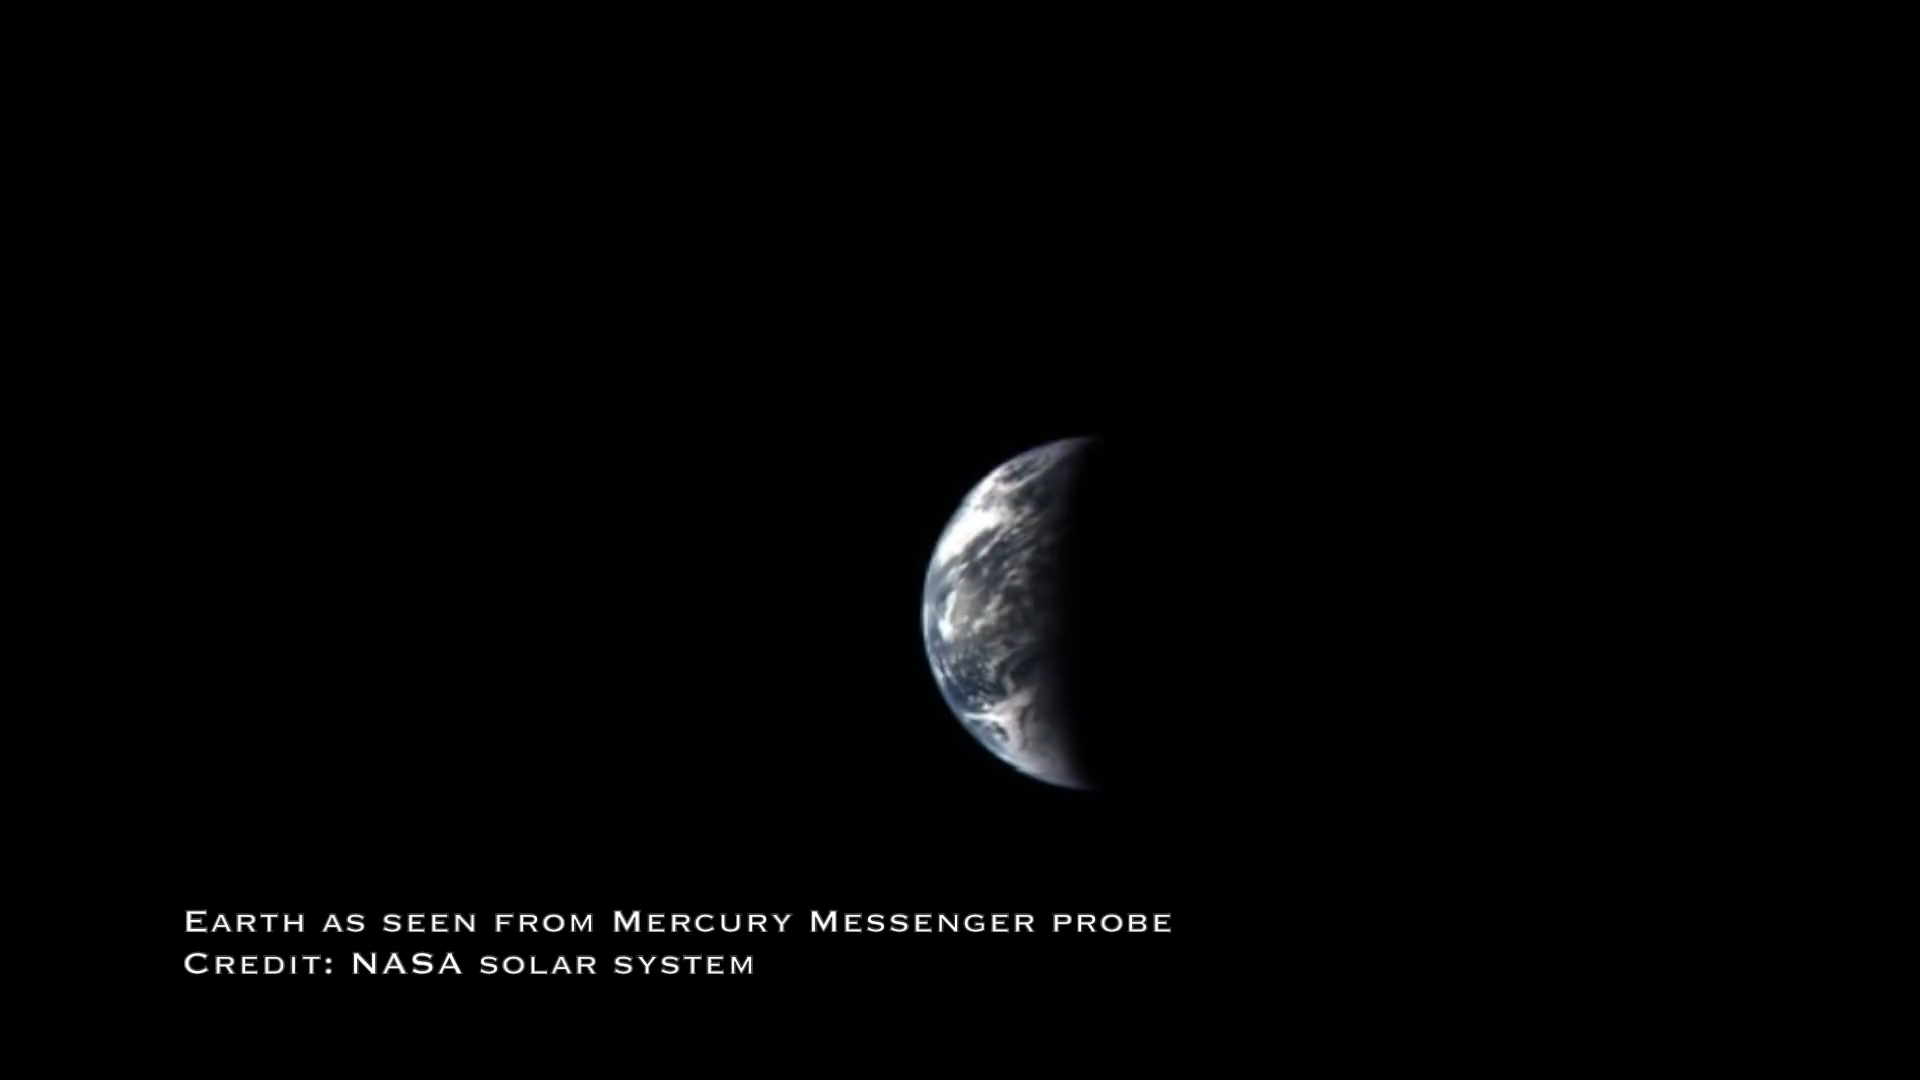 Earth as seen from Mercury Messenger probe
Credit: NASA solar system